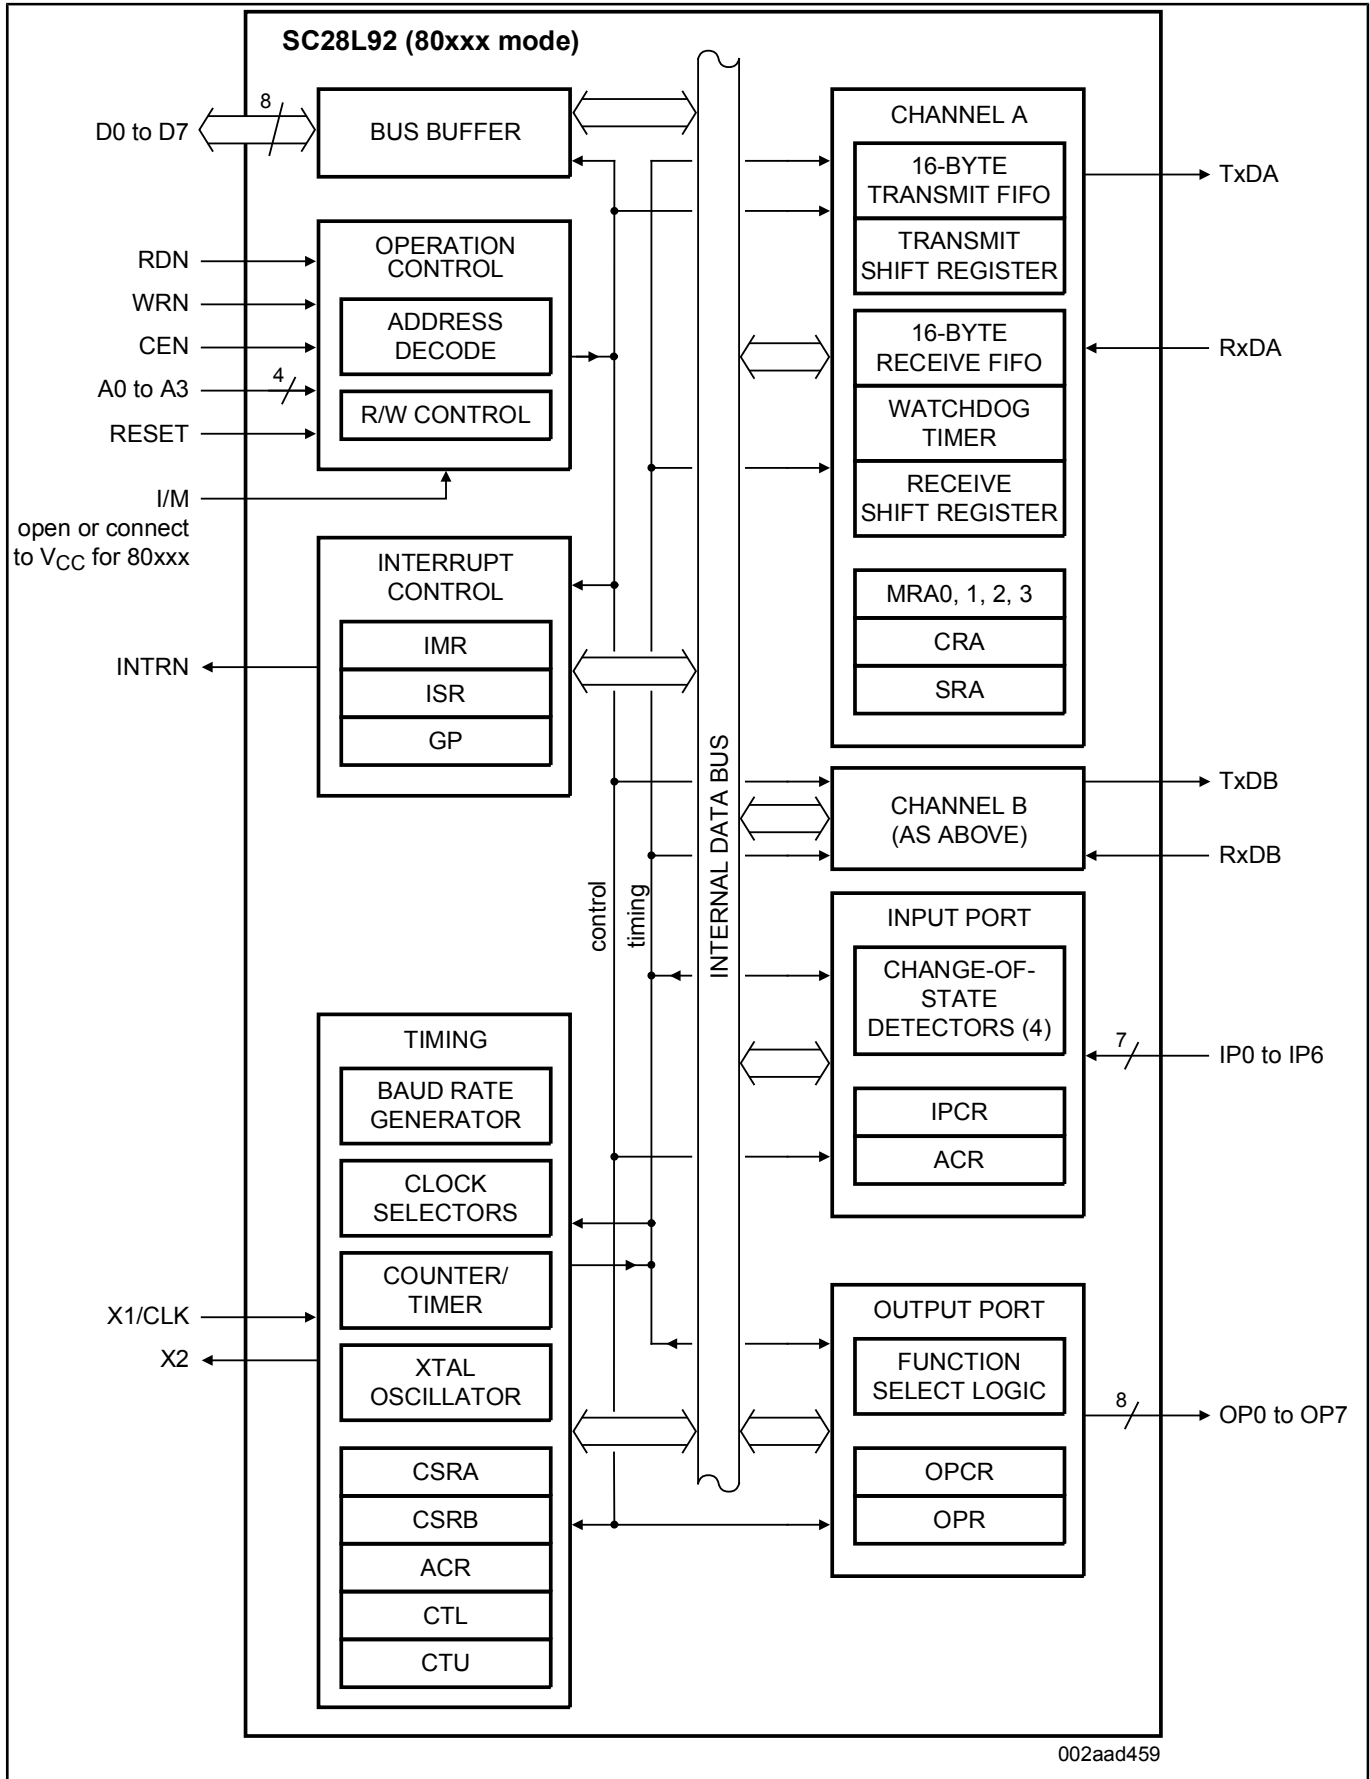 SC28L92 (80xxx mode)
D0 to D7
8
BUS BUFFER
RDN
WRN
CEN
A0 to A3
4
RESET
OPERATION
CONTROL
ADDRESS
DECODE
R/W CONTROL
I/M
open or connect
to VCC for 80xxx
INTERRUPT
CONTROL
IMR
ISR
GP
INTRN
control
timing
INTERNAL DATA BUS
TIMING
BAUD RATE
GENERATOR
CLOCK
SELECTORS
COUNTER/
TIMER
XTAL
OSCILLATOR
CSRA
CSRB
ACR
CTL
CTU
X1/CLK
X2
CHANNEL A
16-BYTE
TRANSMIT FIFO
TRANSMIT
SHIFT REGISTER
16-BYTE
RECEIVE FIFO
WATCHDOG
TIMER
RECEIVE
SHIFT REGISTER
MRA0, 1, 2, 3
CRA
SRA
TxDA
RxDA
CHANNEL B
(AS ABOVE)
TxDB
RxDB
INPUT PORT
CHANGE-OF-
STATE
DETECTORS (4)
IPCR
ACR
7
IP0 to IP6
OUTPUT PORT
FUNCTION
SELECT LOGIC
OPCR
OPR
8
OP0 to OP7
002aad459